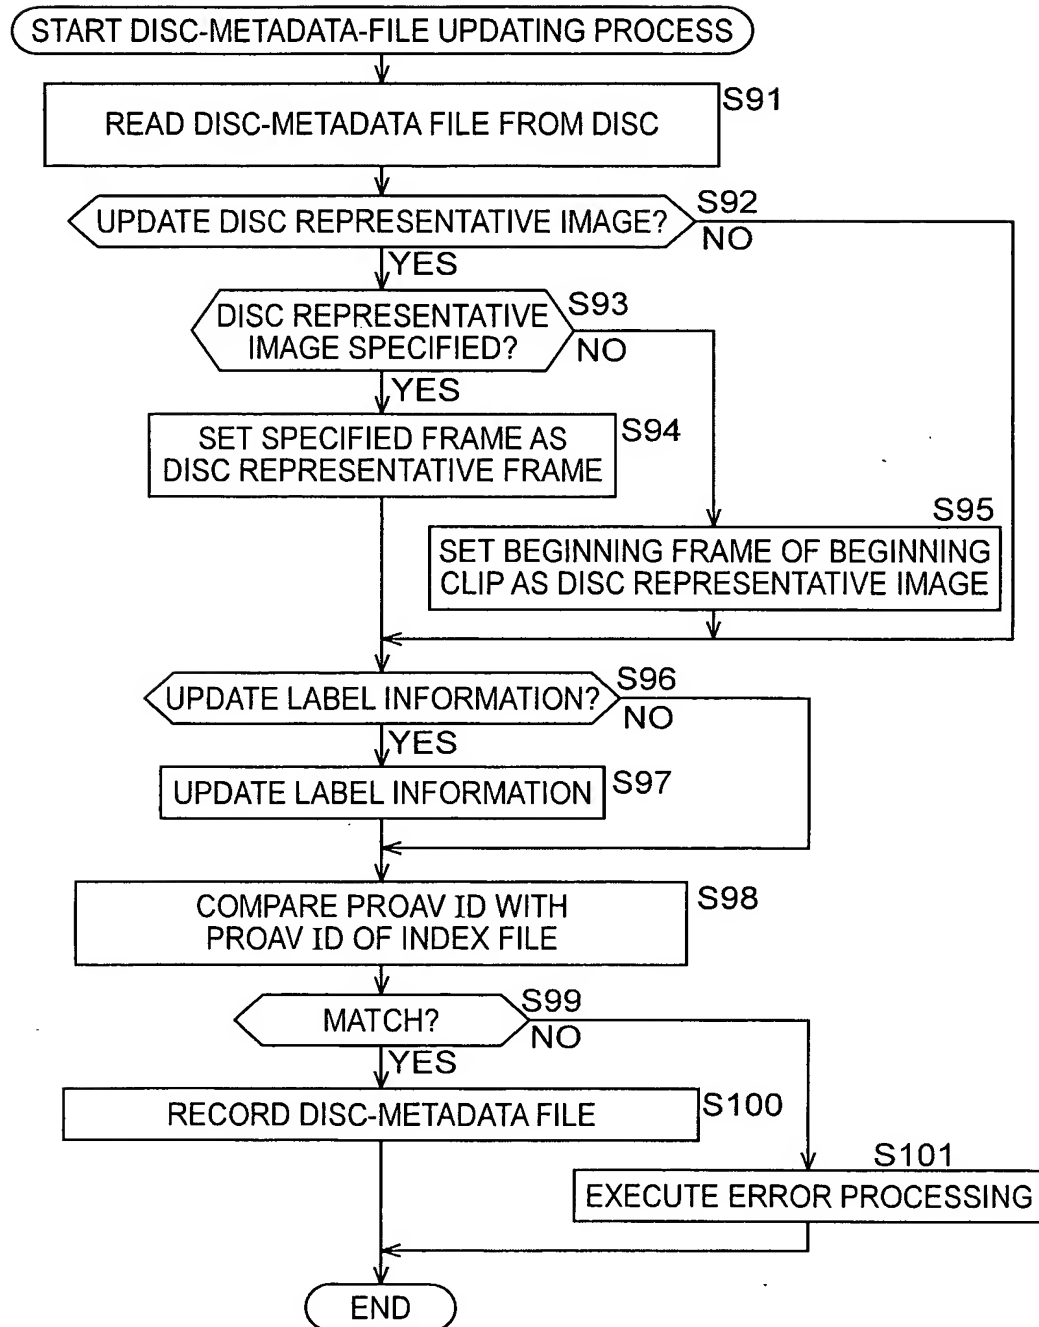 START DISC-METADATA-FILE UPDATING PROCESS
S91
READ DISC-METADATA FILE FROM DISC
S92
UPDATE DISC REPRESENTATIVE IMAGE?
NO
YES
S93
DISC REPRESENTATIVE
IMAGE SPECIFIED?
NO
YES
S94
SET SPECIFIED FRAME AS
DISC REPRESENTATIVE FRAME
S95
SET BEGINNING FRAME OF BEGINNING
CLIP AS DISC REPRESENTATIVE IMAGE
S96
UPDATE LABEL INFORMATION?
NO
YES
S97
UPDATE LABEL INFORMATION
S98
COMPARE PROAV ID WITH
PROAV ID OF INDEX FILE
S99
MATCH?
NO
YES
S100
RECORD DISC-METADATA FILE
S101
EXECUTE ERROR PROCESSING
END